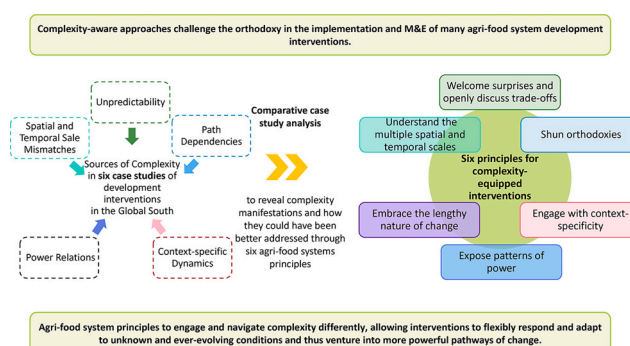 Complexity-aware approaches challenge the orthodoxy in the implementation and M&E of many agri-food system development
interventions.
Unpredictability
Spatial and
Temporal Sale
Mismatches
Path
Dependencies
Sources of Complexity
in six case studies of
development
interventions
in the Global South
Power Relations
Context-specific
Dynamics
Comparative case
study analysis
to reveal complexity
manifestations and how
they could have been
better addressed through
six agri-food systems
principles
Welcome surprises and
openly discuss trade-offs
Understand the
multiple spatial and
temporal scales
Shun orthodoxies
Six principles for
complexity-
equipped
interventions
Embrace the lengthy
nature of change
Engage with context-
specificity
Expose patterns of
power
Agri-food system principles to engage and navigate complexity differently, allowing interventions to flexibly respond and adapt
to unknown and ever-evolving conditions and thus venture into more powerful pathways of change.